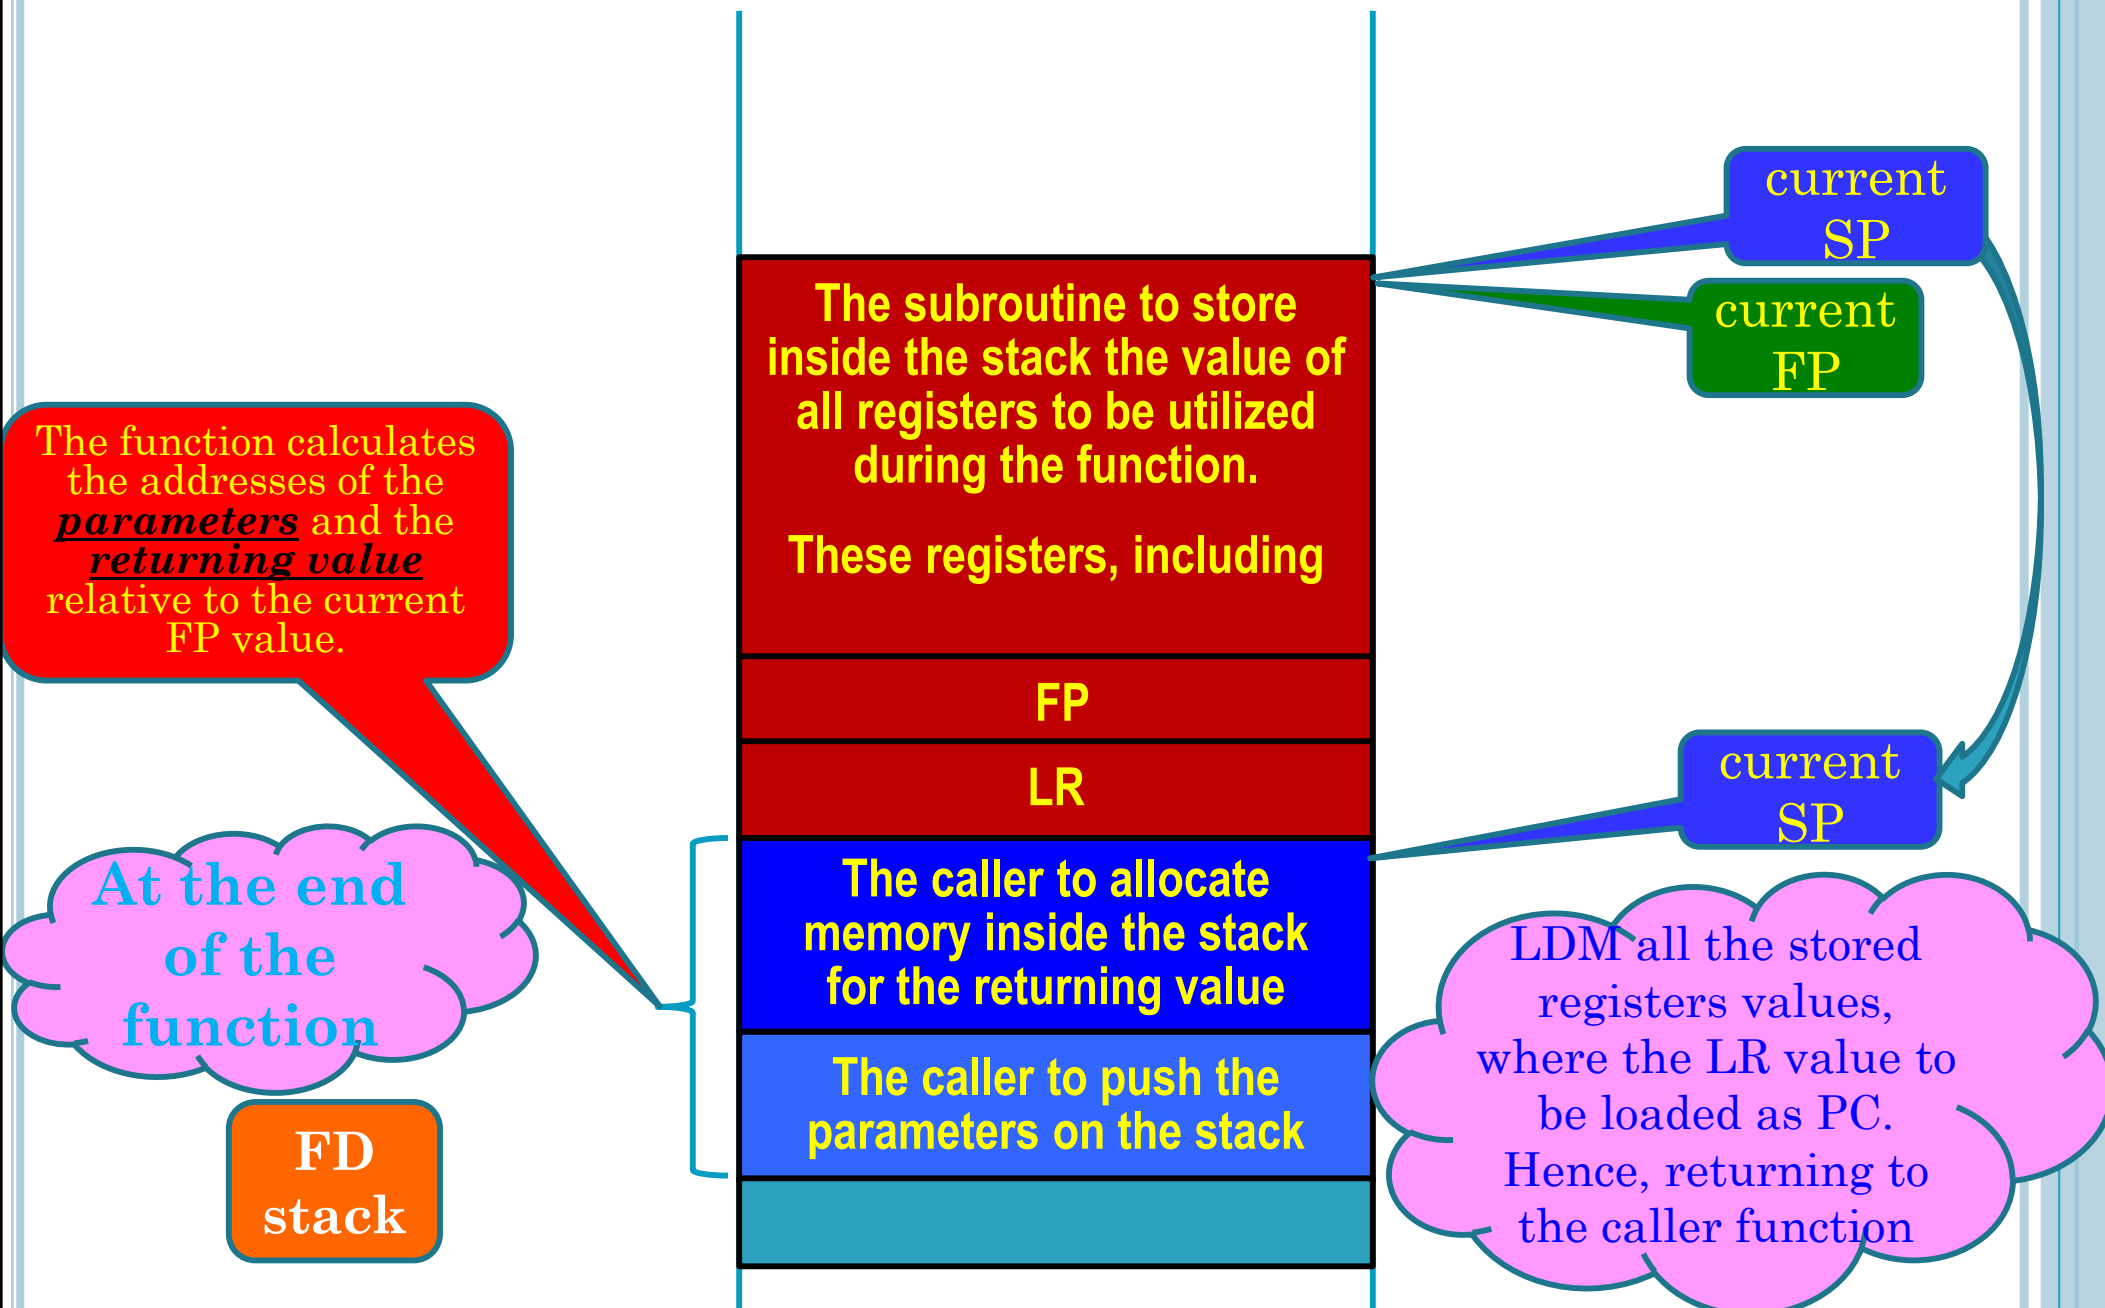 current
SP
The subroutine to store
inside the stack the value of
all registers to be utilized
during the function.
These registers, including
current
FP
The function calculates
the addresses of the
parameters and the
returning value
relative to the current
FP value.
FP
LR
current
SP
At the end
of the
function
The caller to allocate
memory inside the stack
for the returning value
LDM all the stored
registers values,
where the LR value to
be loaded as PC.
Hence, returning to
the caller function
The caller to push the
parameters on the stack
FD
stack